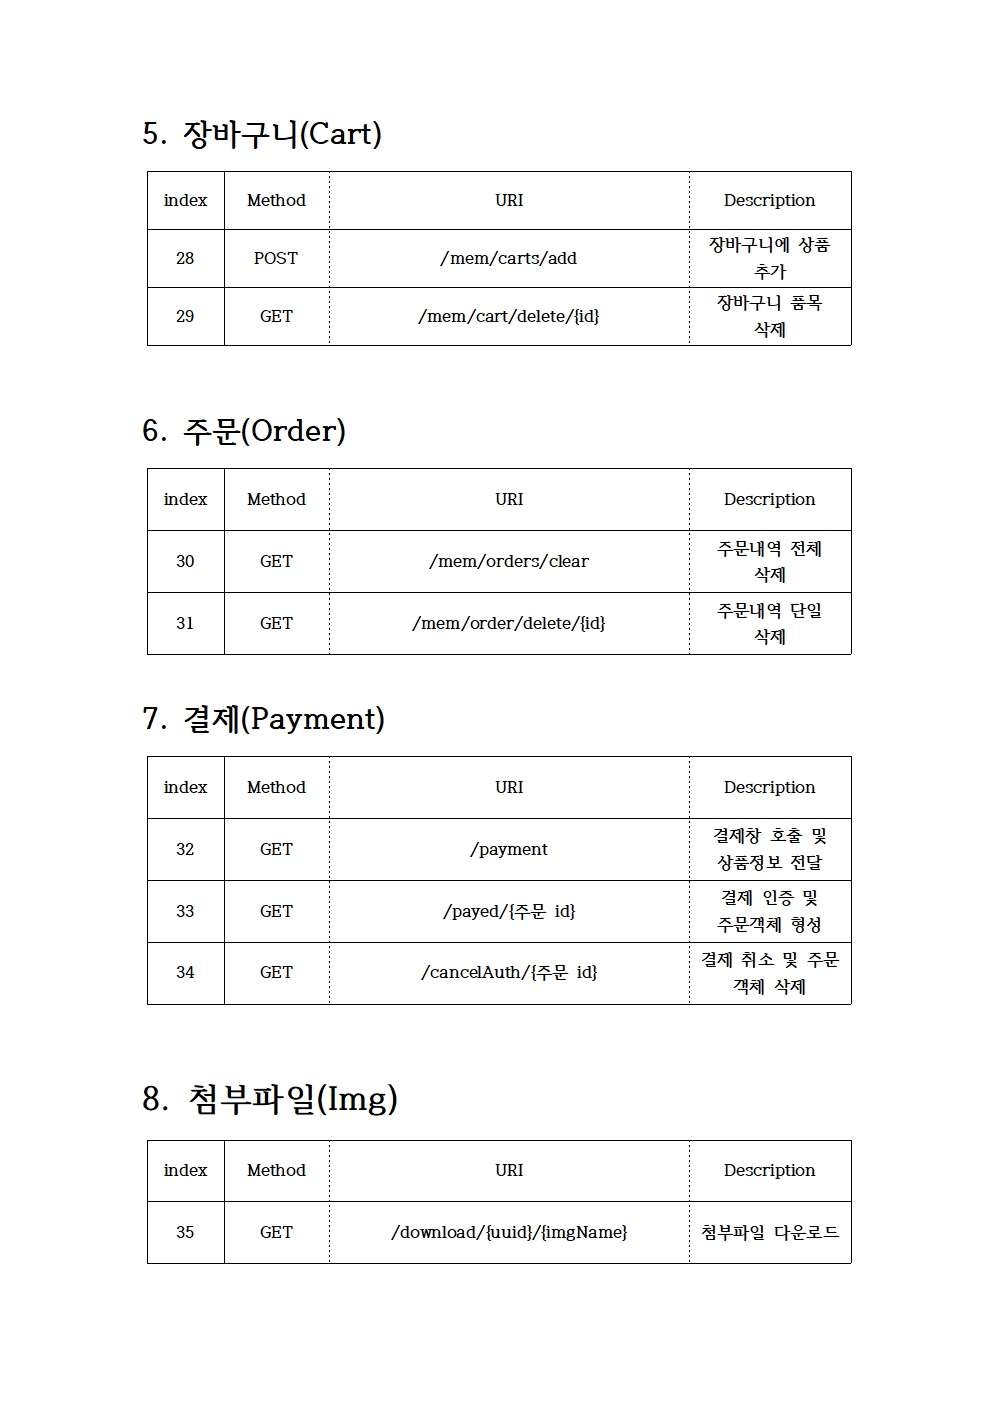 5. 장바구니(Cart)
index Method URI Description
28 POST /mem/carts/add 장바구니에 상품 추가
29 GET /mem/cart/delete/{id} 장바구니 품목 삭제
6. 주문(Order)
index Method URI Description
30 GET /mem/orders/clear 주문내역 전체 삭제
31 GET /mem/order/delete/{id} 주문내역 단일 삭제
7. 결제(Payment)
index Method URI Description
32 GET /payment 결제창 호출 및 상품정보 전달
33 GET /payed/{주문 id} 결제 인증 및 주문객체 형성
34 GET /cancelAuth/{주문 id} 결제 취소 및 주문 객체 삭제
8. 첨부파일(Img)
index Method URI Description
35 GET /download/{uuid}/{imgName} 첨부파일 다운로드